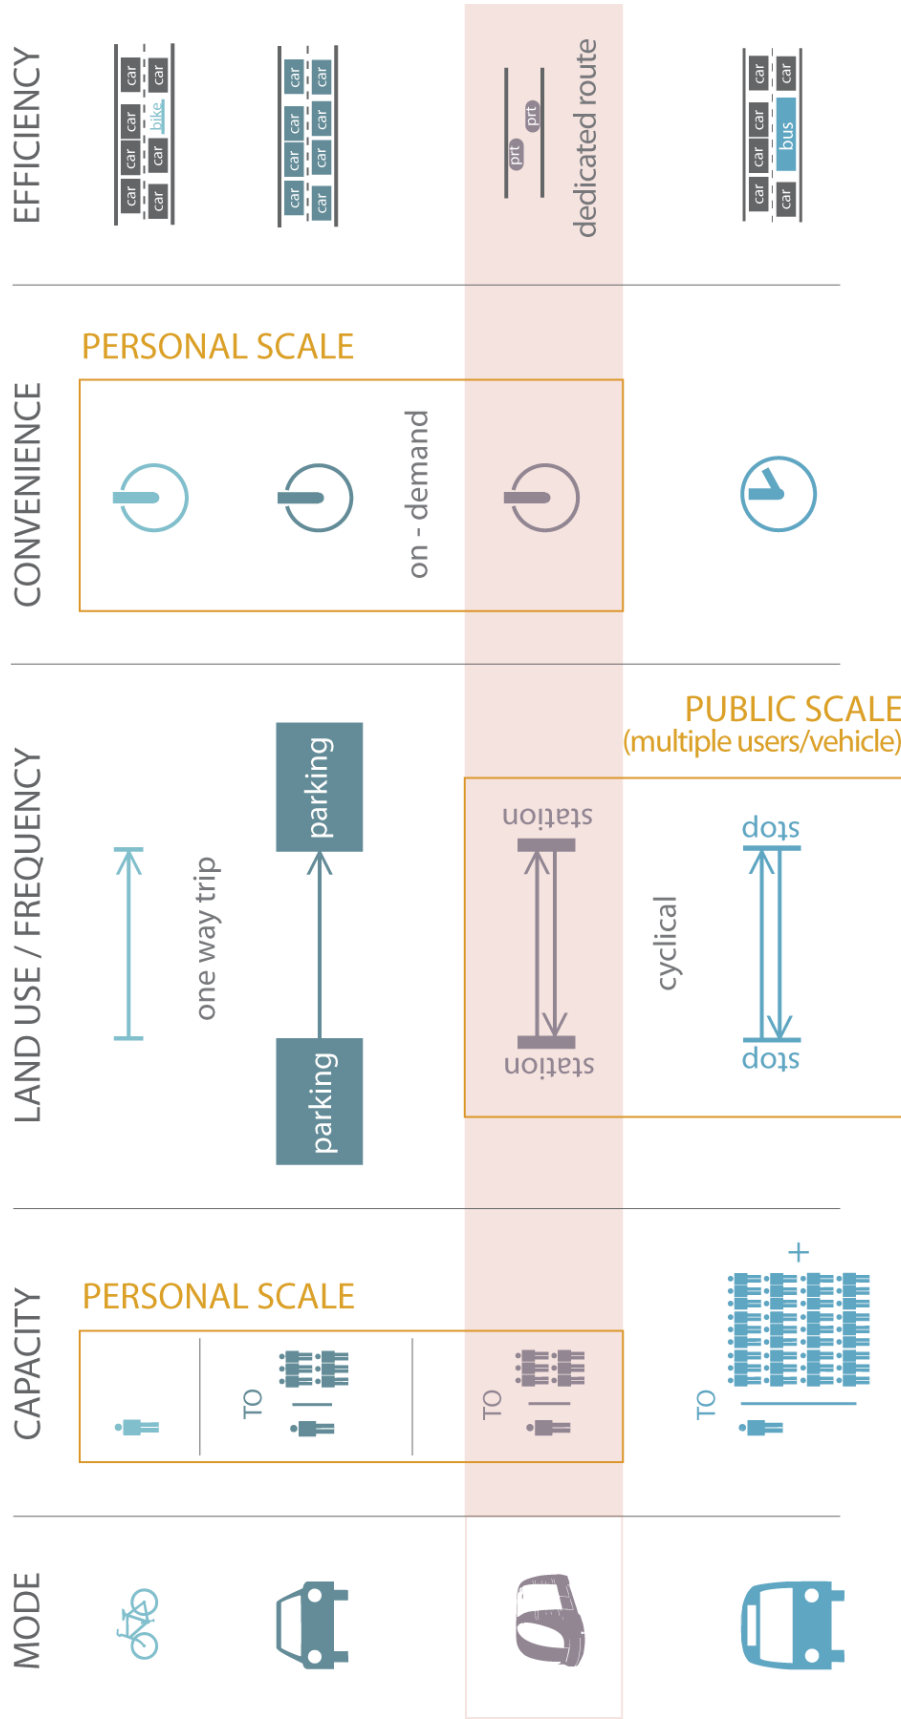 MODE
CAPACITY
LAND USE / FREQUENCY
CONVENIENCE
EFFICIENCY
PERSONAL SCALE
PERSONAL SCALE
one way trip
car
car
car
car
car
car
bike
car
TO
parking
parking
on - demand
car
car
car
car
car
car
car
car
TO
station
station
prt
prt
dedicated route
cyclical
PUBLIC SCALE
(multiple users/vehicle)
TO
+
stop
stop
car
car
car
car
car
bus
car